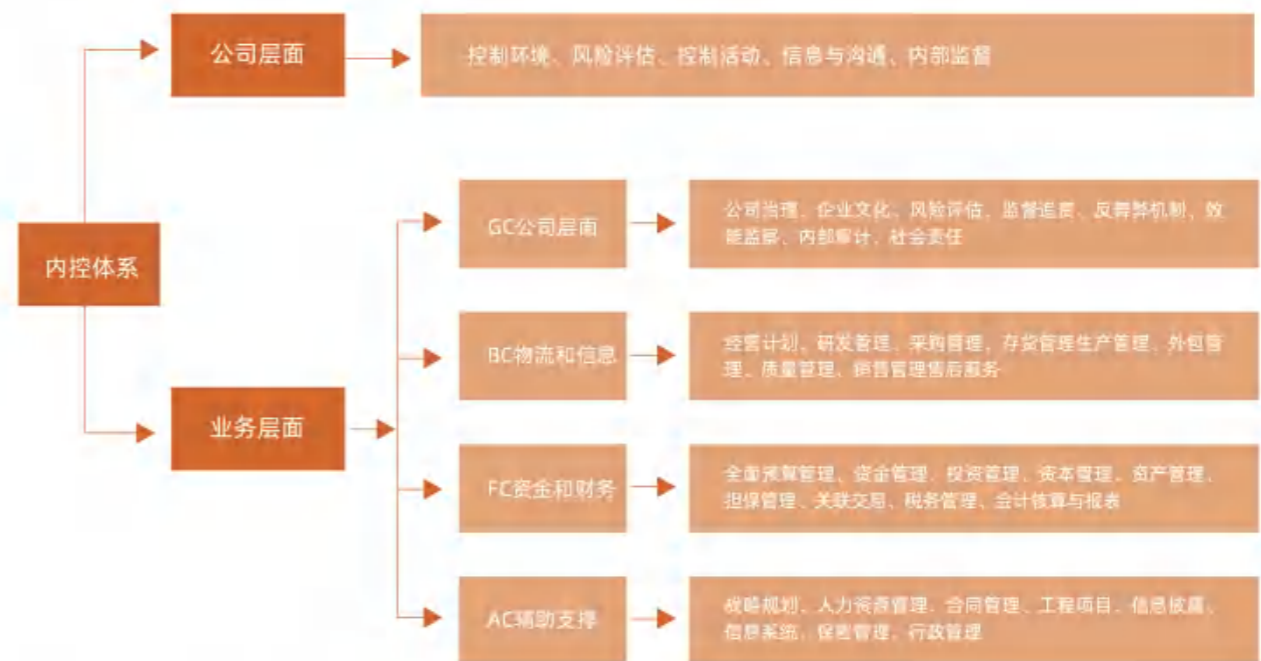 公司层面
控制环境、风险评估、控制活动、信息与沟通、内部监督
内控体系
业务层面
GC公司层面
公司治理、企业文化、风险评估、监督追责、反舞弊机制、效
能监察、内部审计、社会责任
BC物流和信息
经营计划、研发管理、采购管理、存货管理生产管理、外包管
理、质量管理、销售管理售后服务
FC资金和财务
全面预算管理、资金管理、投资管理、资本管理、资产管理、
担保管理、关联交易、税务管理、会计核算与报表
AC辅助支撑
战略规划、人力资源管理、合同管理、工程项目、信息披露、
信息系统、保密管理、行政管理